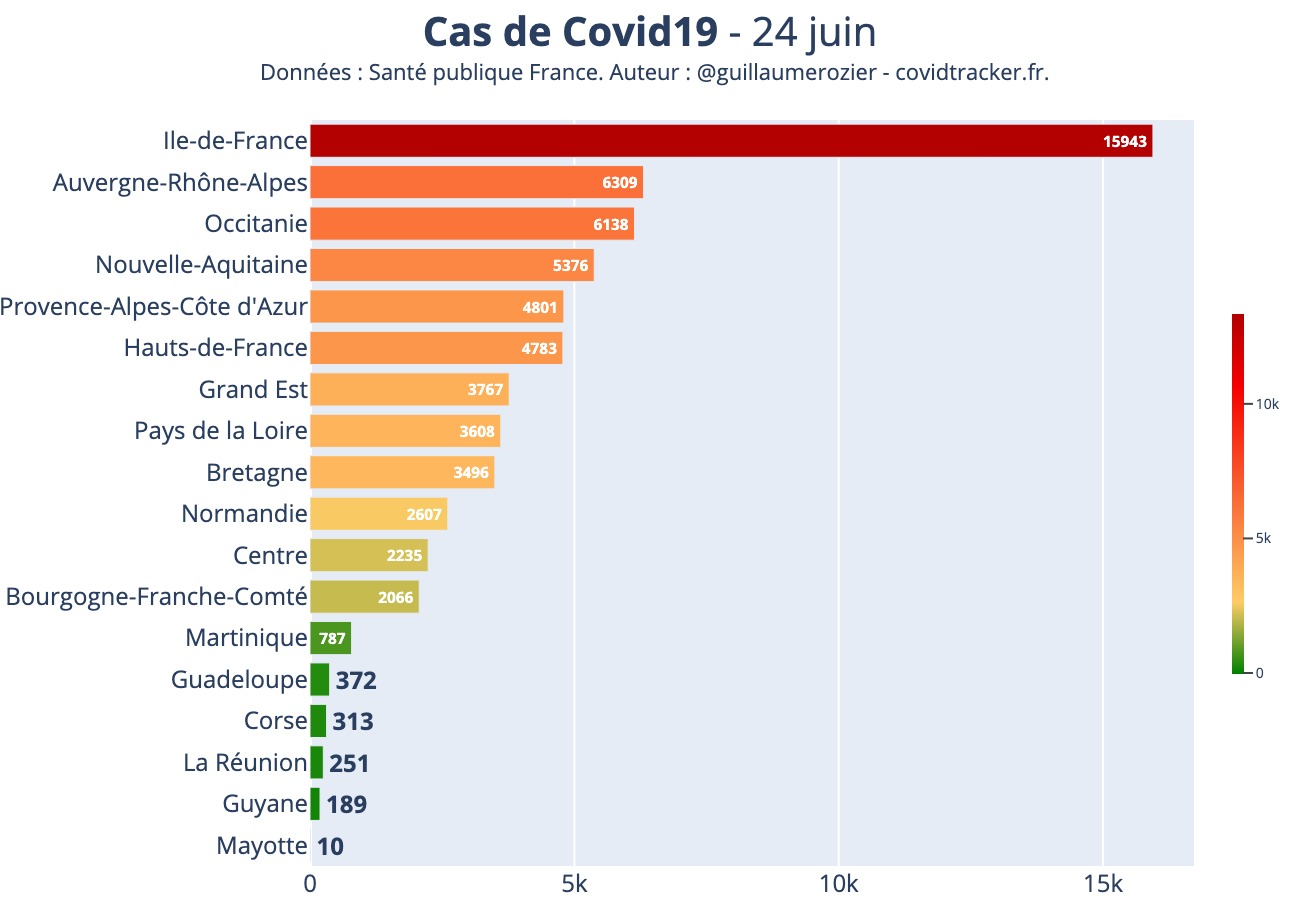 Cas de Covid19 - 24 juin
Données : Santé publique France. Auteur : @guillaumerozier - covidtracker.fr.
Ile-de-France 15943
Auvergne-Rhône-Alpes 6309
Occitanie 6138
Nouvelle-Aquitaine 5376
Provence-Alpes-Côte d'Azur 4801
Hauts-de-France 4783
Grand Est 3767
Pays de la Loire 3608
Bretagne 3496
Normandie 2607
Centre 2235
Bourgogne-Franche-Comté 2066
Martinique 787
Guadeloupe 372
Corse 313
La Réunion 251
Guyane 189
Mayotte 10
0 5k 10k 15k
10k
5k
0